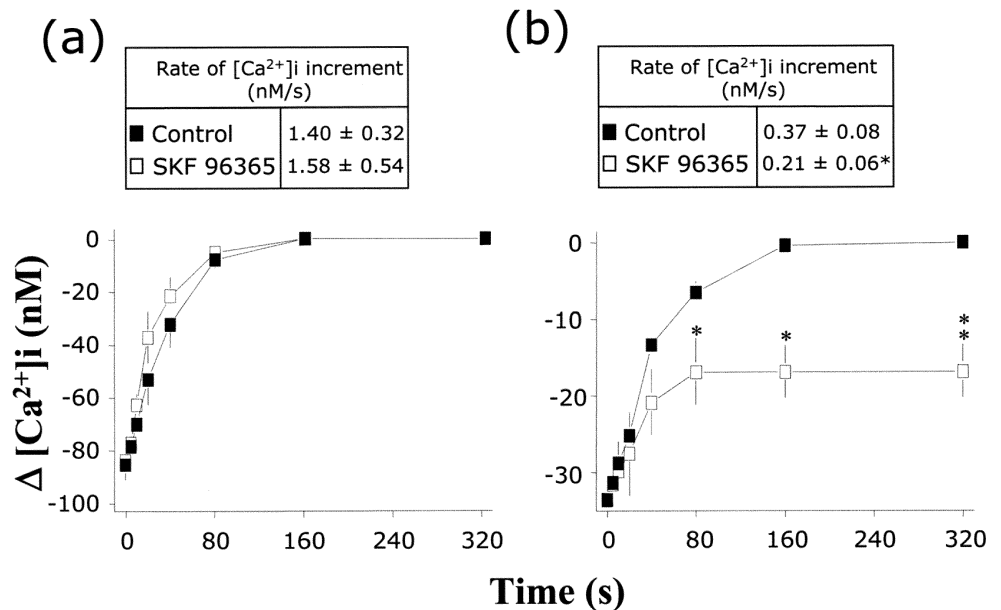 (a)
Rate of [Ca²⁺]i increment
(nM/s)
■ Control 1.40 ± 0.32
□ SKF 96365 1.58 ± 0.54
(b)
Rate of [Ca²⁺]i increment
(nM/s)
■ Control 0.37 ± 0.08
□ SKF 96365 0.21 ± 0.06*
Δ [Ca²⁺]i (nM)
0
-20
-40
-60
-80
-100
0 80 160 240 320
0
-10
-20
-30
* * *
*
0 80 160 240 320
Time (s)